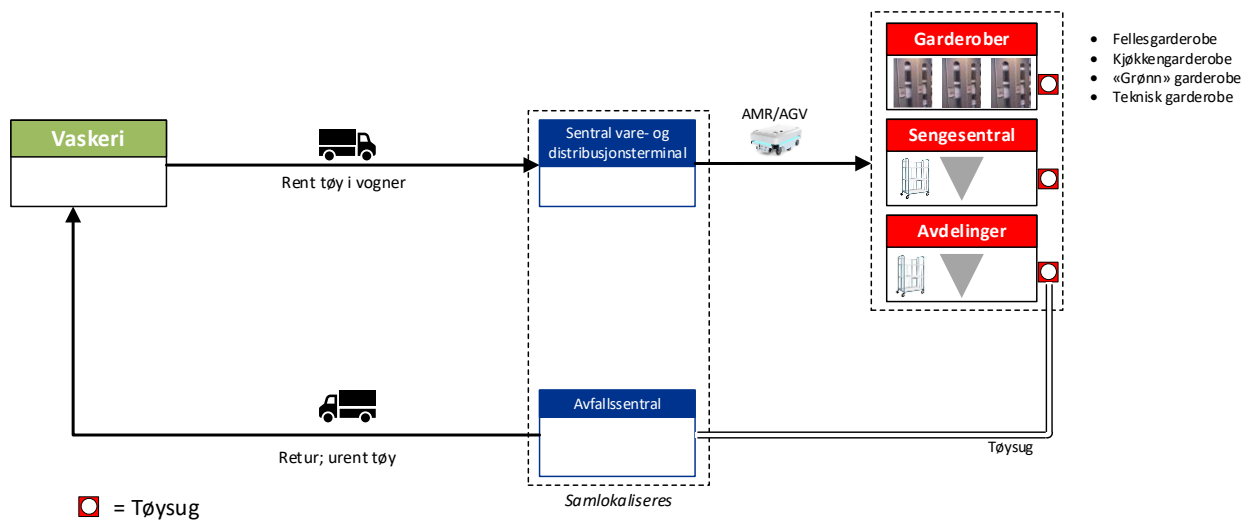 Garderober
Fellesgarderobe
Kjøkkengarderobe
«Grønn» garderobe
Teknisk garderobe
Vaskeri
Rent tøy i vogner
Sentral vare- og
distribusjonsterminal
AMR/AGV
Sengesentral
Avdelinger
Avfallssentral
Retur; urent tøy
Tøysug
Samlokaliseres
= Tøysug